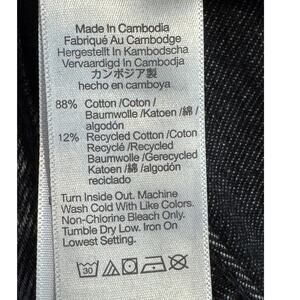 Made In Cambodia
Fabriqué Au Cambodge
Hergestellt In Kambodscha
Vervaardigd In Cambodja
カンボジア製
hecho en camboya
88% Cotton /Coton /
Baumwolle /Katoen /綿 /
algodón
12% Recycled Cotton /Coton
Recyclé /Recycled
Baumwolle /Gerecycled
Katoen /綿 /algodón
reciclado
Turn Inside Out. Machine
Wash Cold With Like Colors.
Non-Chlorine Bleach Only.
Tumble Dry Low. Iron On
Lowest Setting.
30